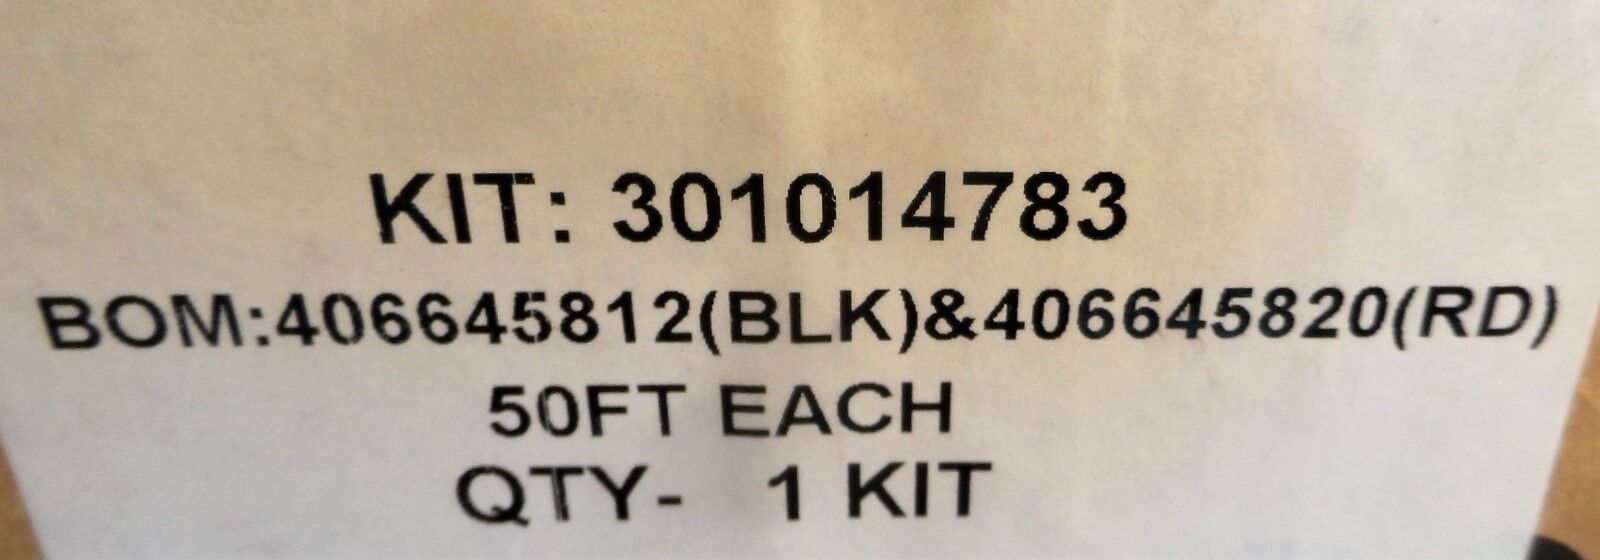 KIT: 301014783
BOM:406645812(BLK)&406645820(RD)
50FT EACH
QTY- 1 KIT